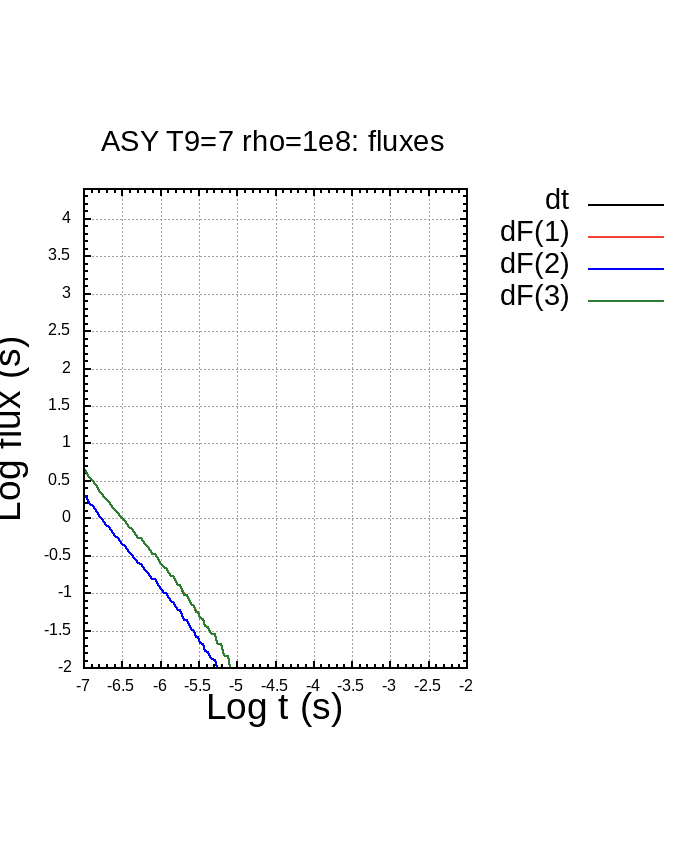 ASY T9=7 rho=1e8: fluxes
dt
dF(1)
dF(2)
dF(3)
Log flux (s)
4
3.5
3
2.5
2
1.5
1
0.5
0
-0.5
-1
-1.5
-2
-7 -6.5 -6 -5.5 -5 -4.5 -4 -3.5 -3 -2.5 -2
Log t (s)